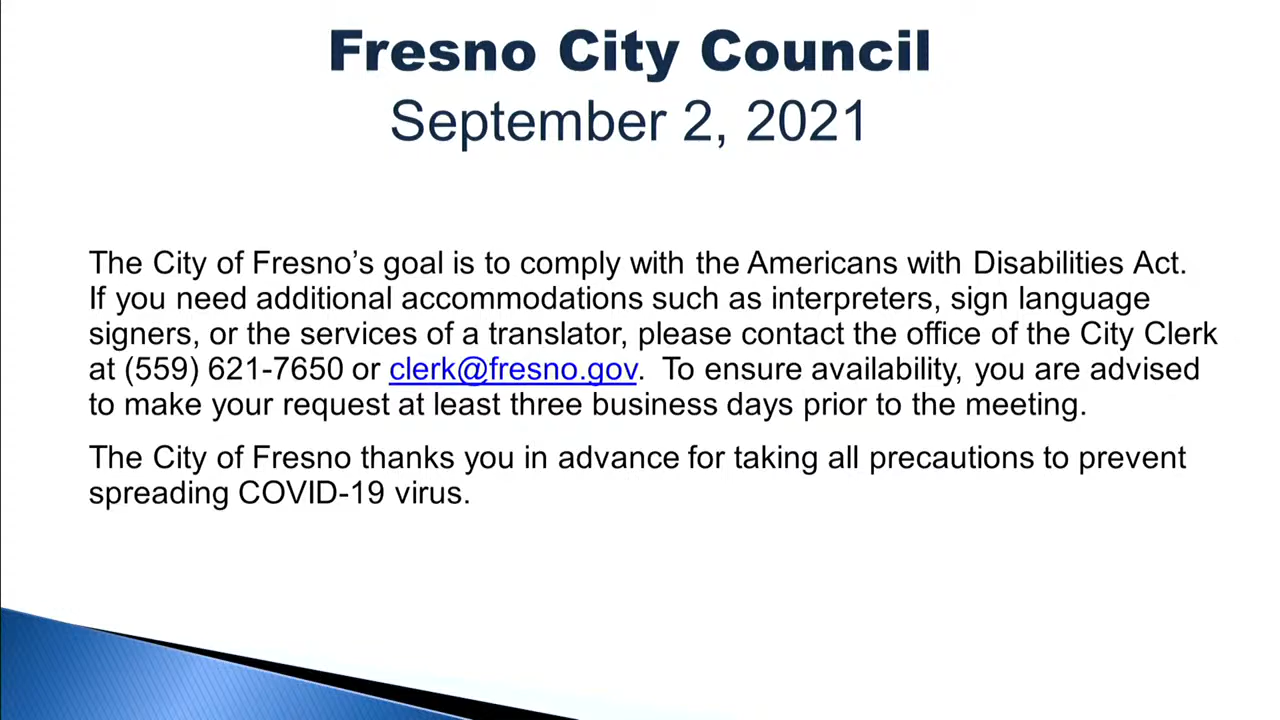 Fresno City Council
September 2, 2021
The City of Fresno’s goal is to comply with the Americans with Disabilities Act.
If you need additional accommodations such as interpreters, sign language
signers, or the services of a translator, please contact the office of the City Clerk
at (559) 621-7650 or clerk@fresno.gov.  To ensure availability, you are advised
to make your request at least three business days prior to the meeting.
The City of Fresno thanks you in advance for taking all precautions to prevent
spreading COVID-19 virus.